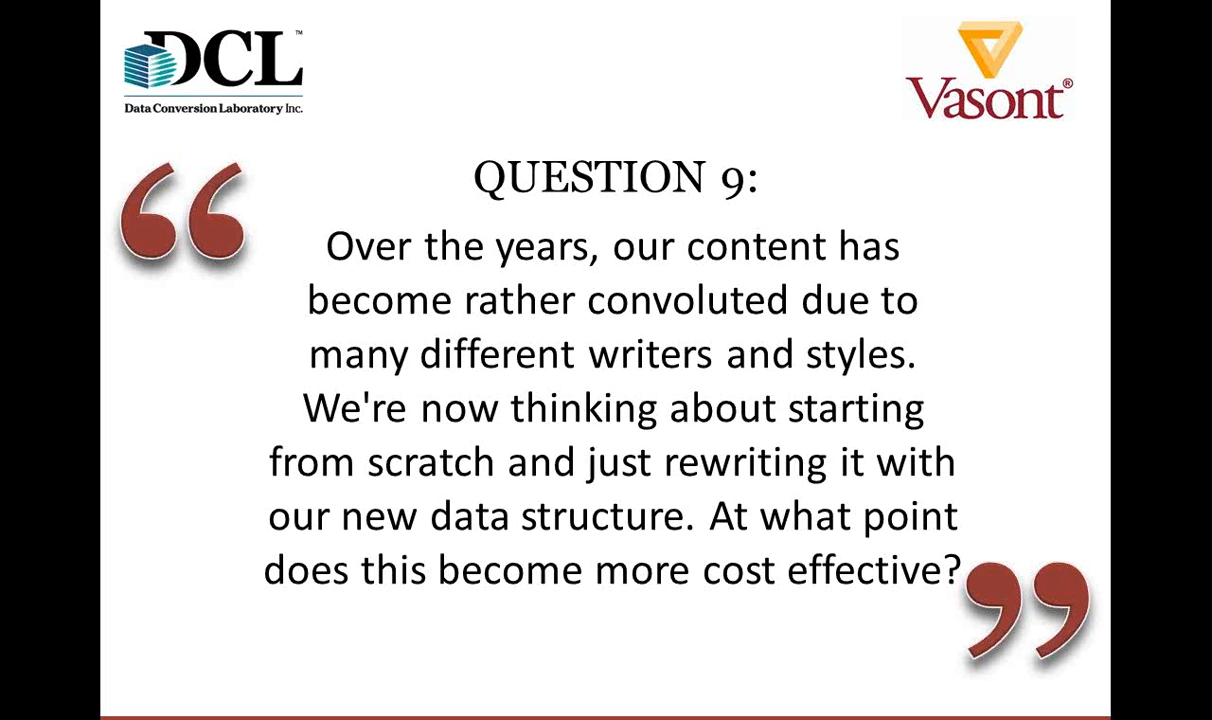 DCL™
Data Conversion Laboratory Inc.
Vasont®
“
QUESTION 9:
Over the years, our content has
become rather convoluted due to
many different writers and styles.
We're now thinking about starting
from scratch and just rewriting it with
our new data structure. At what point
does this become more cost effective?
”